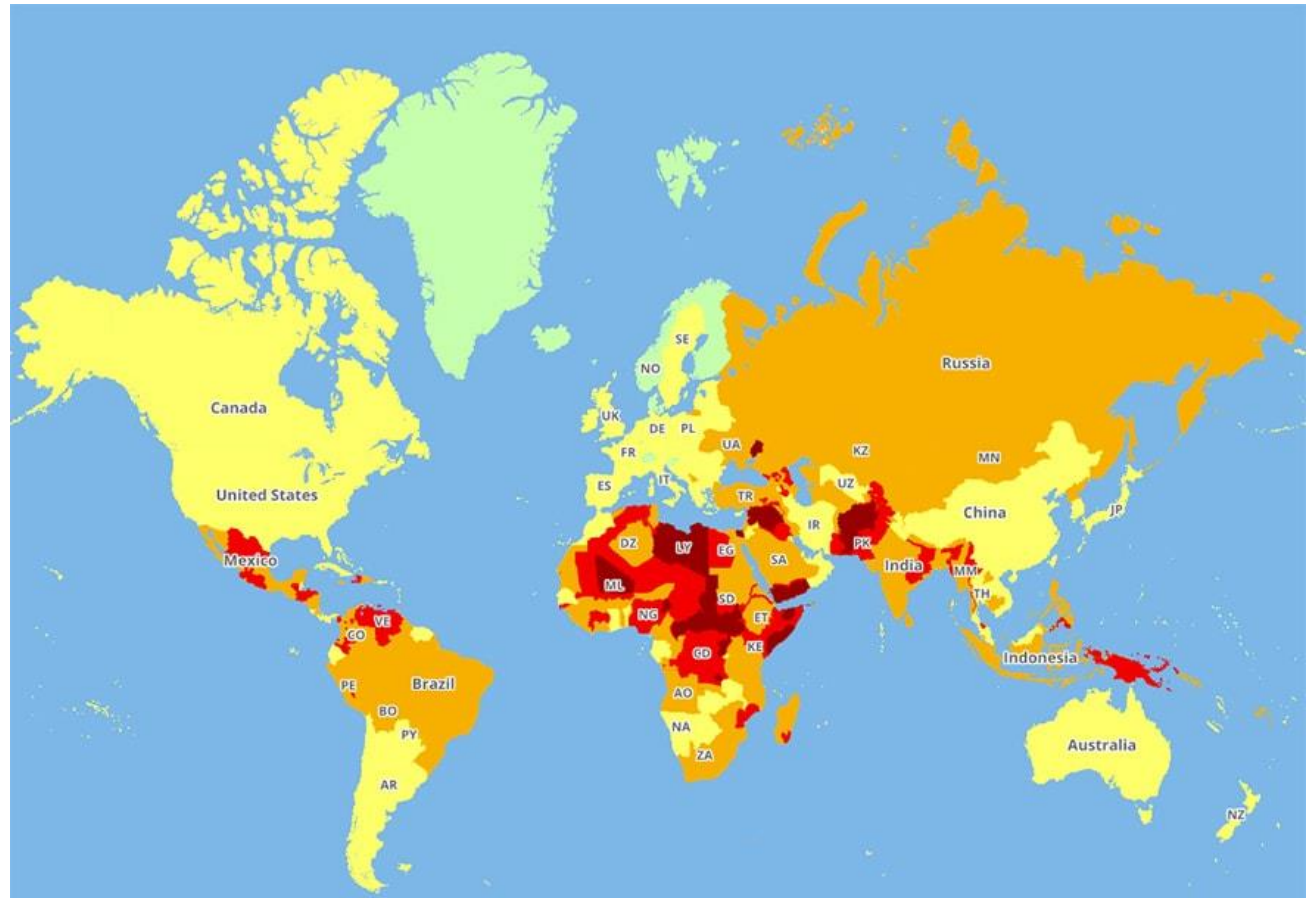 SE
NO
Russia
Canada
UK
DE
PL
UA
KZ
MN
FR
United States
ES
IT
TR
UZ
China
JP
IR
Mexico
DZ
LY
EG
SA
PK
India
ML
SD
MM
TH
NG
ET
VE
CO
CD
KE
Indonesia
PE
Brazil
AO
BO
NA
PY
Australia
ZA
AR
NZ